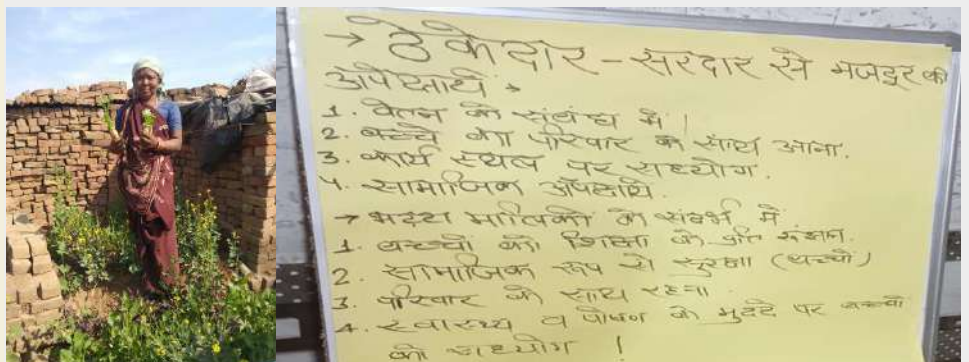 → ठेकेदार - सरदार से मजदूर की
अपेक्षायें →
1. वेतन के संबंध में !
2. बच्चे का परिवार के साथ आना.
3. कार्य स्थल पर सहयोग.
4. सामाजिक अपेक्षायें.
→ भट्टा मालिको के संदर्भ में
1. बच्चों की शिक्षा के प्रति रूझान.
2. सामाजिक रूप से सुरक्षा (बच्चों)
3. परिवार के साथ रहना.
4. स्वास्थ्य व पोषण के मुद्दे पर बच्चों
को सहयोग !